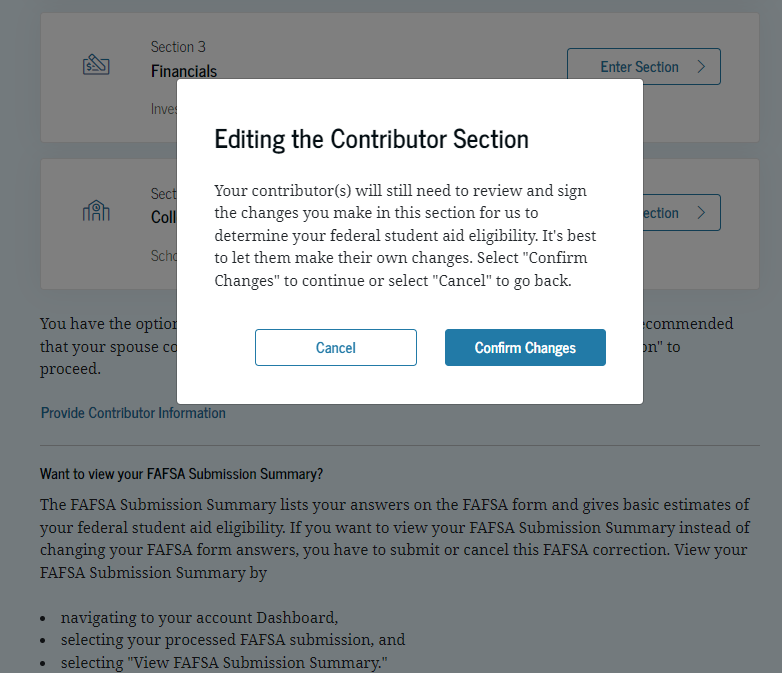 Section 3
Financials
Enter Section
Editing the Contributor Section
Your contributor(s) will still need to review and sign
the changes you make in this section for us to
determine your federal student aid eligibility. It's best
to let them make their own changes. Select "Confirm
Changes" to continue or select "Cancel" to go back.
Cancel
Confirm Changes
You have the
that your spouse
to
proceed.
Provide Contributor Information
Want to view your FAFSA Submission Summary?
The FAFSA Submission Summary lists your answers on the FAFSA form and gives basic estimates of
your federal student aid eligibility. If you want to view your FAFSA Submission Summary instead of
changing your FAFSA form answers, you have to submit or cancel this FAFSA correction. View your
FAFSA Submission Summary by
• navigating to your account Dashboard,
• selecting your processed FAFSA submission, and
• selecting "View FAFSA Submission Summary."